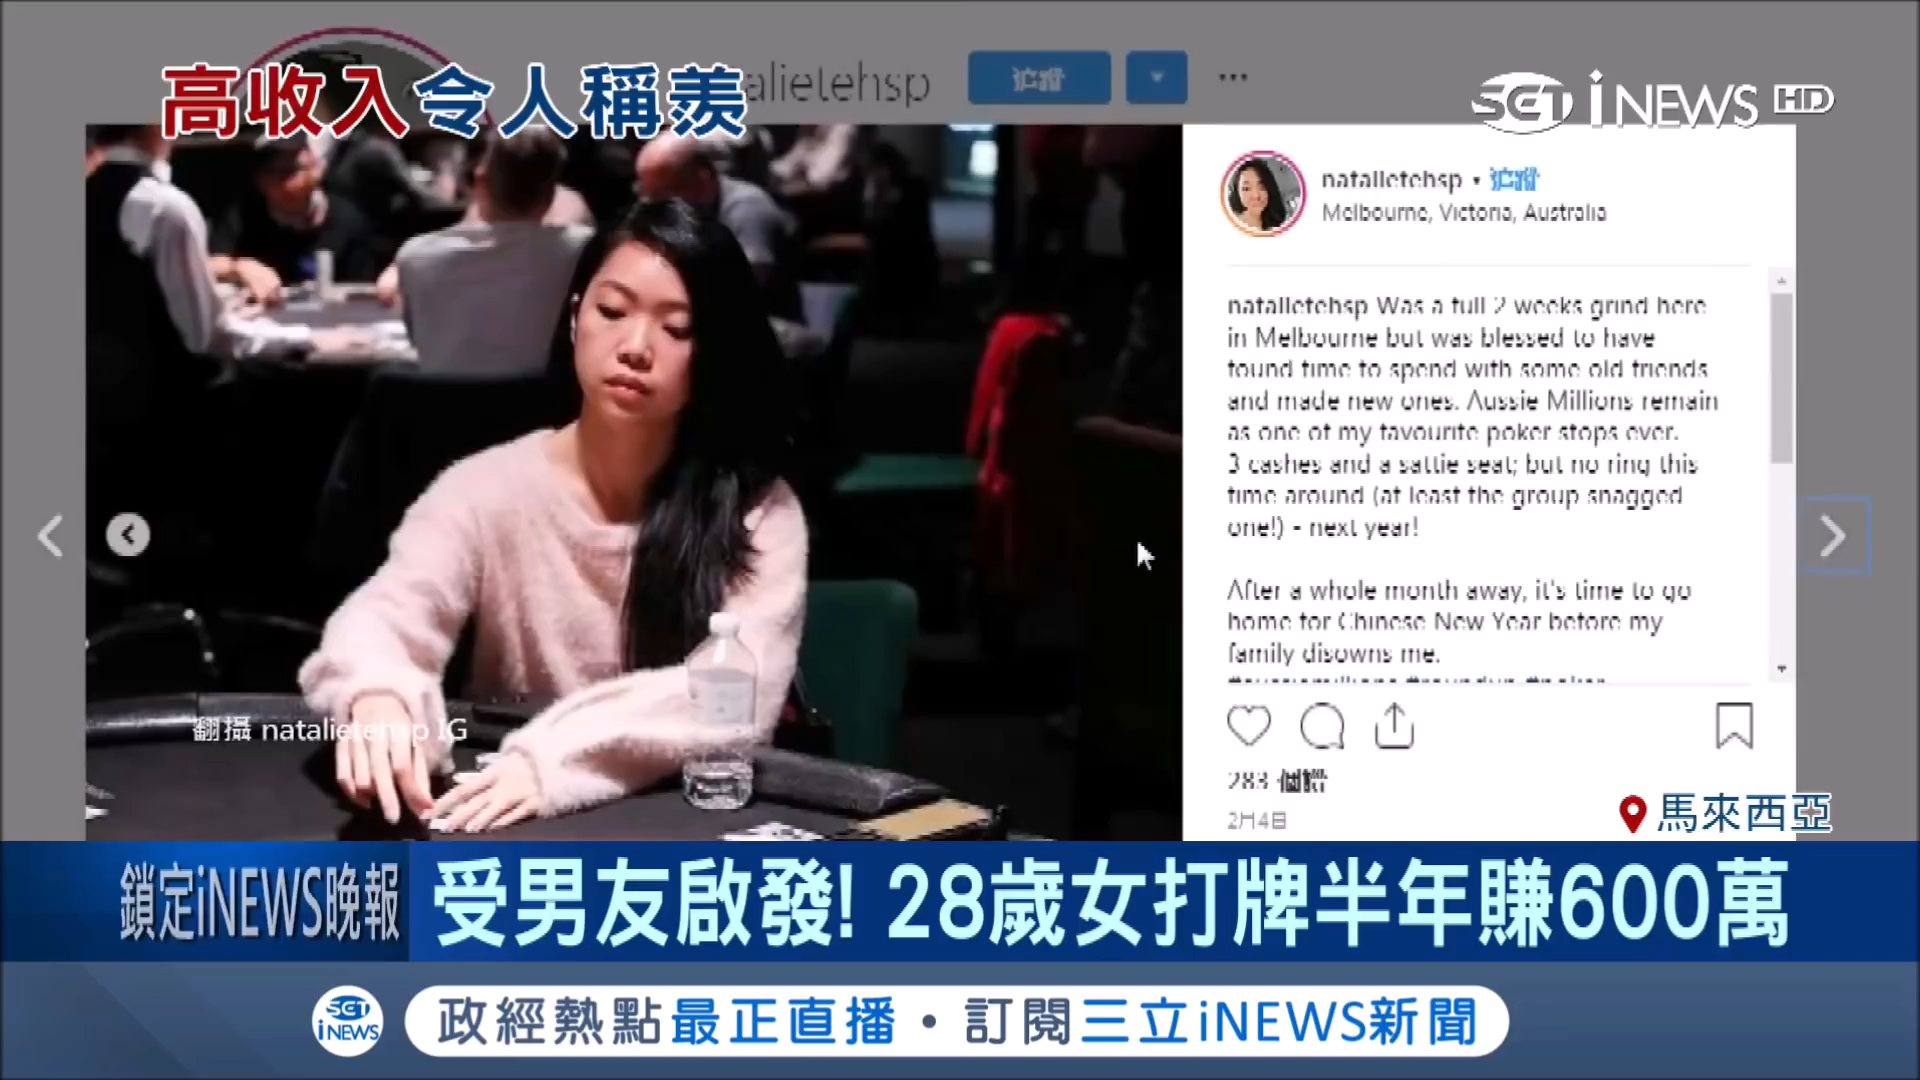 高收入令人稱羨
alietehsp 追蹤 ...
SET iNEWS HD
natalietehsp • 追蹤
Melbourne, Victoria, Australia
natalietehsp Was a full 2 weeks grind here
in Melbourne but was blessed to have
found time to spend with some old friends
and made new ones. Aussie Millions remain
as one of my favourite poker stops ever.
3 cashes and a sattie seat; but no ring this
time around (at least the group snagged
one!) - next year!
After a whole month away, it's time to go
home for Chinese New Year before my
family disowns me.
翻攝 natalietehsp IG
283 個讚
2月4日
馬來西亞
鎖定iNEWS晚報
受男友啟發! 28歲女打牌半年賺600萬
SET iNEWS
政經熱點最正直播・訂閱三立iNEWS新聞